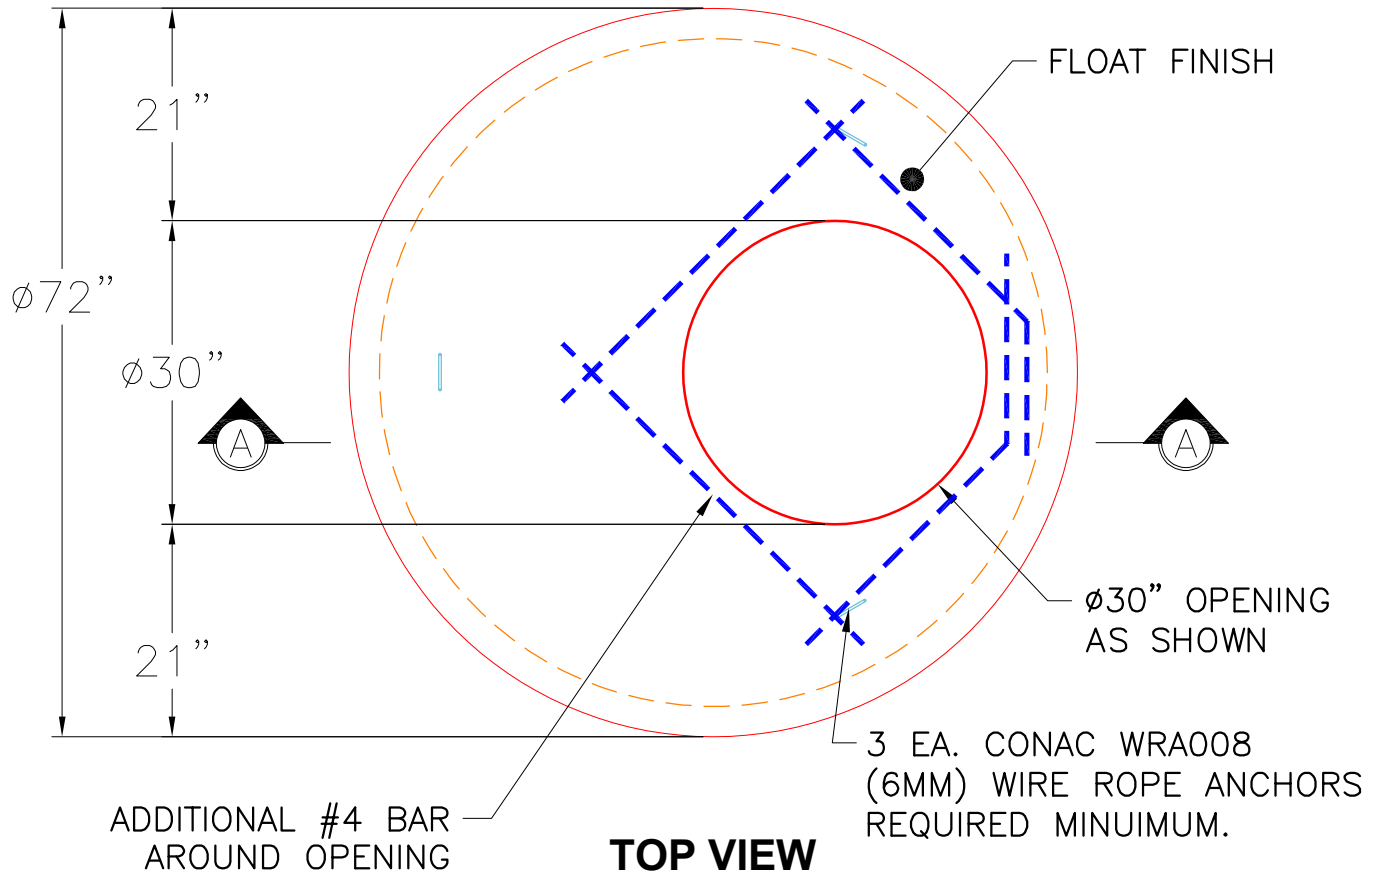 FLOAT FINISH
21”
ø72”
ø30”
A
A
21”
ø30” OPENING
AS SHOWN
3 EA. CONAC WRA008
(6MM) WIRE ROPE ANCHORS
REQUIRED MINUIMUM.
ADDITIONAL #4 BAR
AROUND OPENING
TOP VIEW